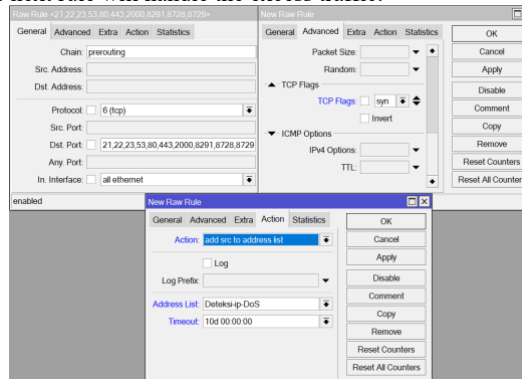 Raw Rule <21,22,23,53,80,443,2000,8291,8728,8729>
General Advanced Extra Action Statistics
Chain: prerouting
Src. Address:
Dst. Address:
Protocol: 6 (tcp)
Src. Port:
Dst. Port: 21,22,23,53,80,443,2000,8291,8728,8729
Any. Port:
In. Interface: all ethernet
enabled
New Raw Rule
General Advanced Extra Action Statistics
Packet Size:
Random:
TCP Flags
TCP Flags: syn
Invert
ICMP Options
IPv4 Options:
TTL:
OK
Cancel
Apply
Disable
Comment
Copy
Remove
Reset Counters
Reset All Counter
New Raw Rule
General Advanced Extra Action Statistics
Action: add src to address list
Log
Log Prefix:
Address List: Deteksi-ip-DoS
Timeout: 10d 00:00:00
OK
Cancel
Apply
Disable
Comment
Copy
Remove
Reset Counters
Reset All Counters